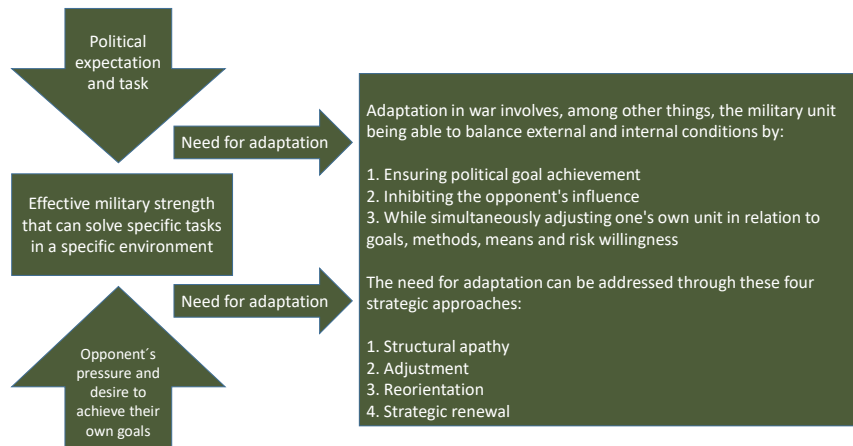 Political
expectation
and task
Need for adaptation
Effective military strength
that can solve specific tasks
in a specific environment
Need for adaptation
Opponent´s
pressure and
desire to
achieve their
own goals
Adaptation in war involves, among other things, the military unit
being able to balance external and internal conditions by:
1. Ensuring political goal achievement
2. Inhibiting the opponent's influence
3. While simultaneously adjusting one's own unit in relation to
goals, methods, means and risk willingness
The need for adaptation can be addressed through these four
strategic approaches:
1. Structural apathy
2. Adjustment
3. Reorientation
4. Strategic renewal